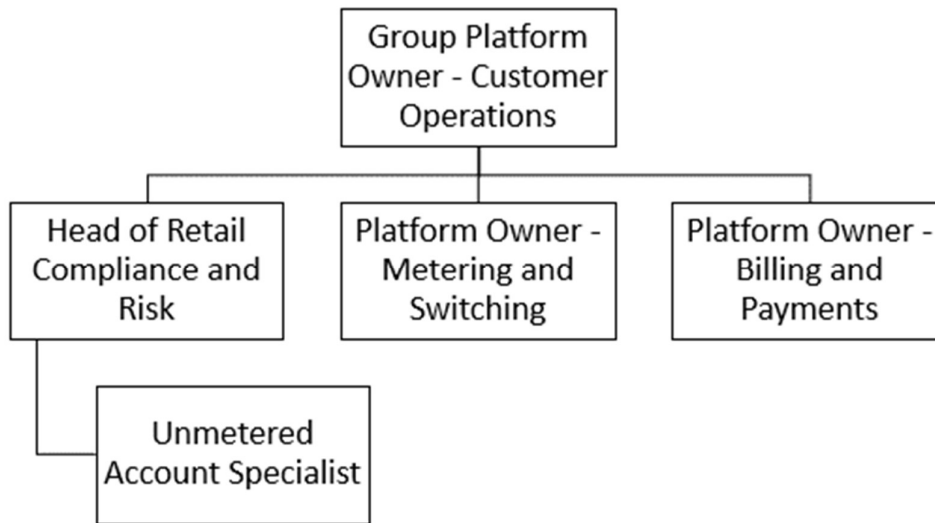 Group Platform
Owner - Customer
Operations
Head of Retail
Compliance and
Risk
Platform Owner -
Metering and
Switching
Platform Owner -
Billing and
Payments
Unmetered
Account Specialist